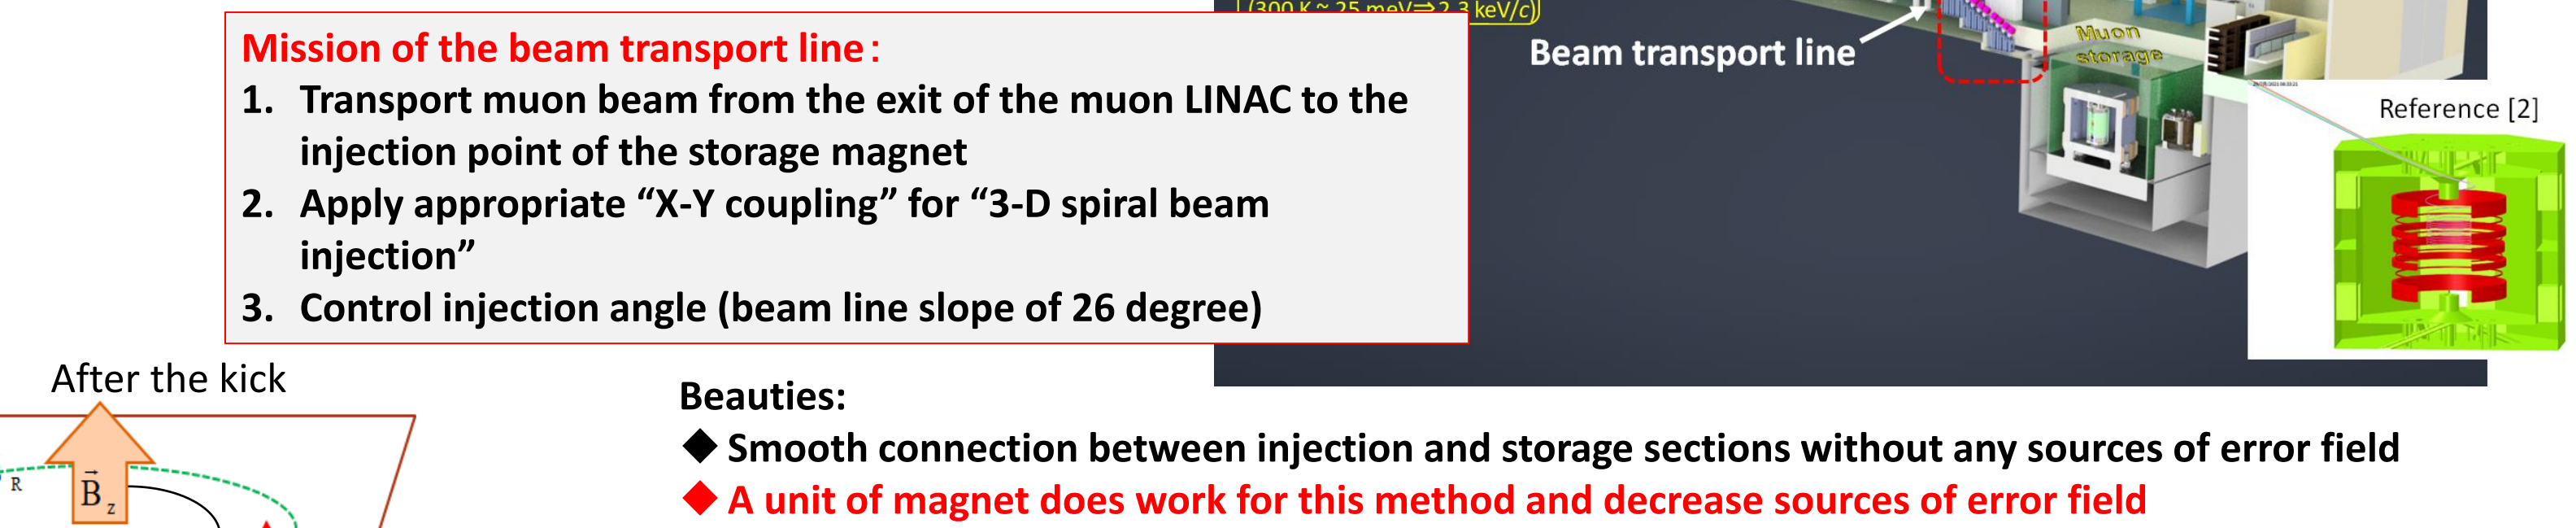 (300 K ~ 25 meV⇒2.3 keV/c)
Mission of the beam transport line:
1. Transport muon beam from the exit of the muon LINAC to the
injection point of the storage magnet
2. Apply appropriate “X-Y coupling” for “3-D spiral beam
injection”
3. Control injection angle (beam line slope of 26 degree)
Beam transport line
Muon
storage
Reference [2]
After the kick
R
B⃗z
Beauties:
◆ Smooth connection between injection and storage sections without any sources of error field
◆ A unit of magnet does work for this method and decrease sources of error field